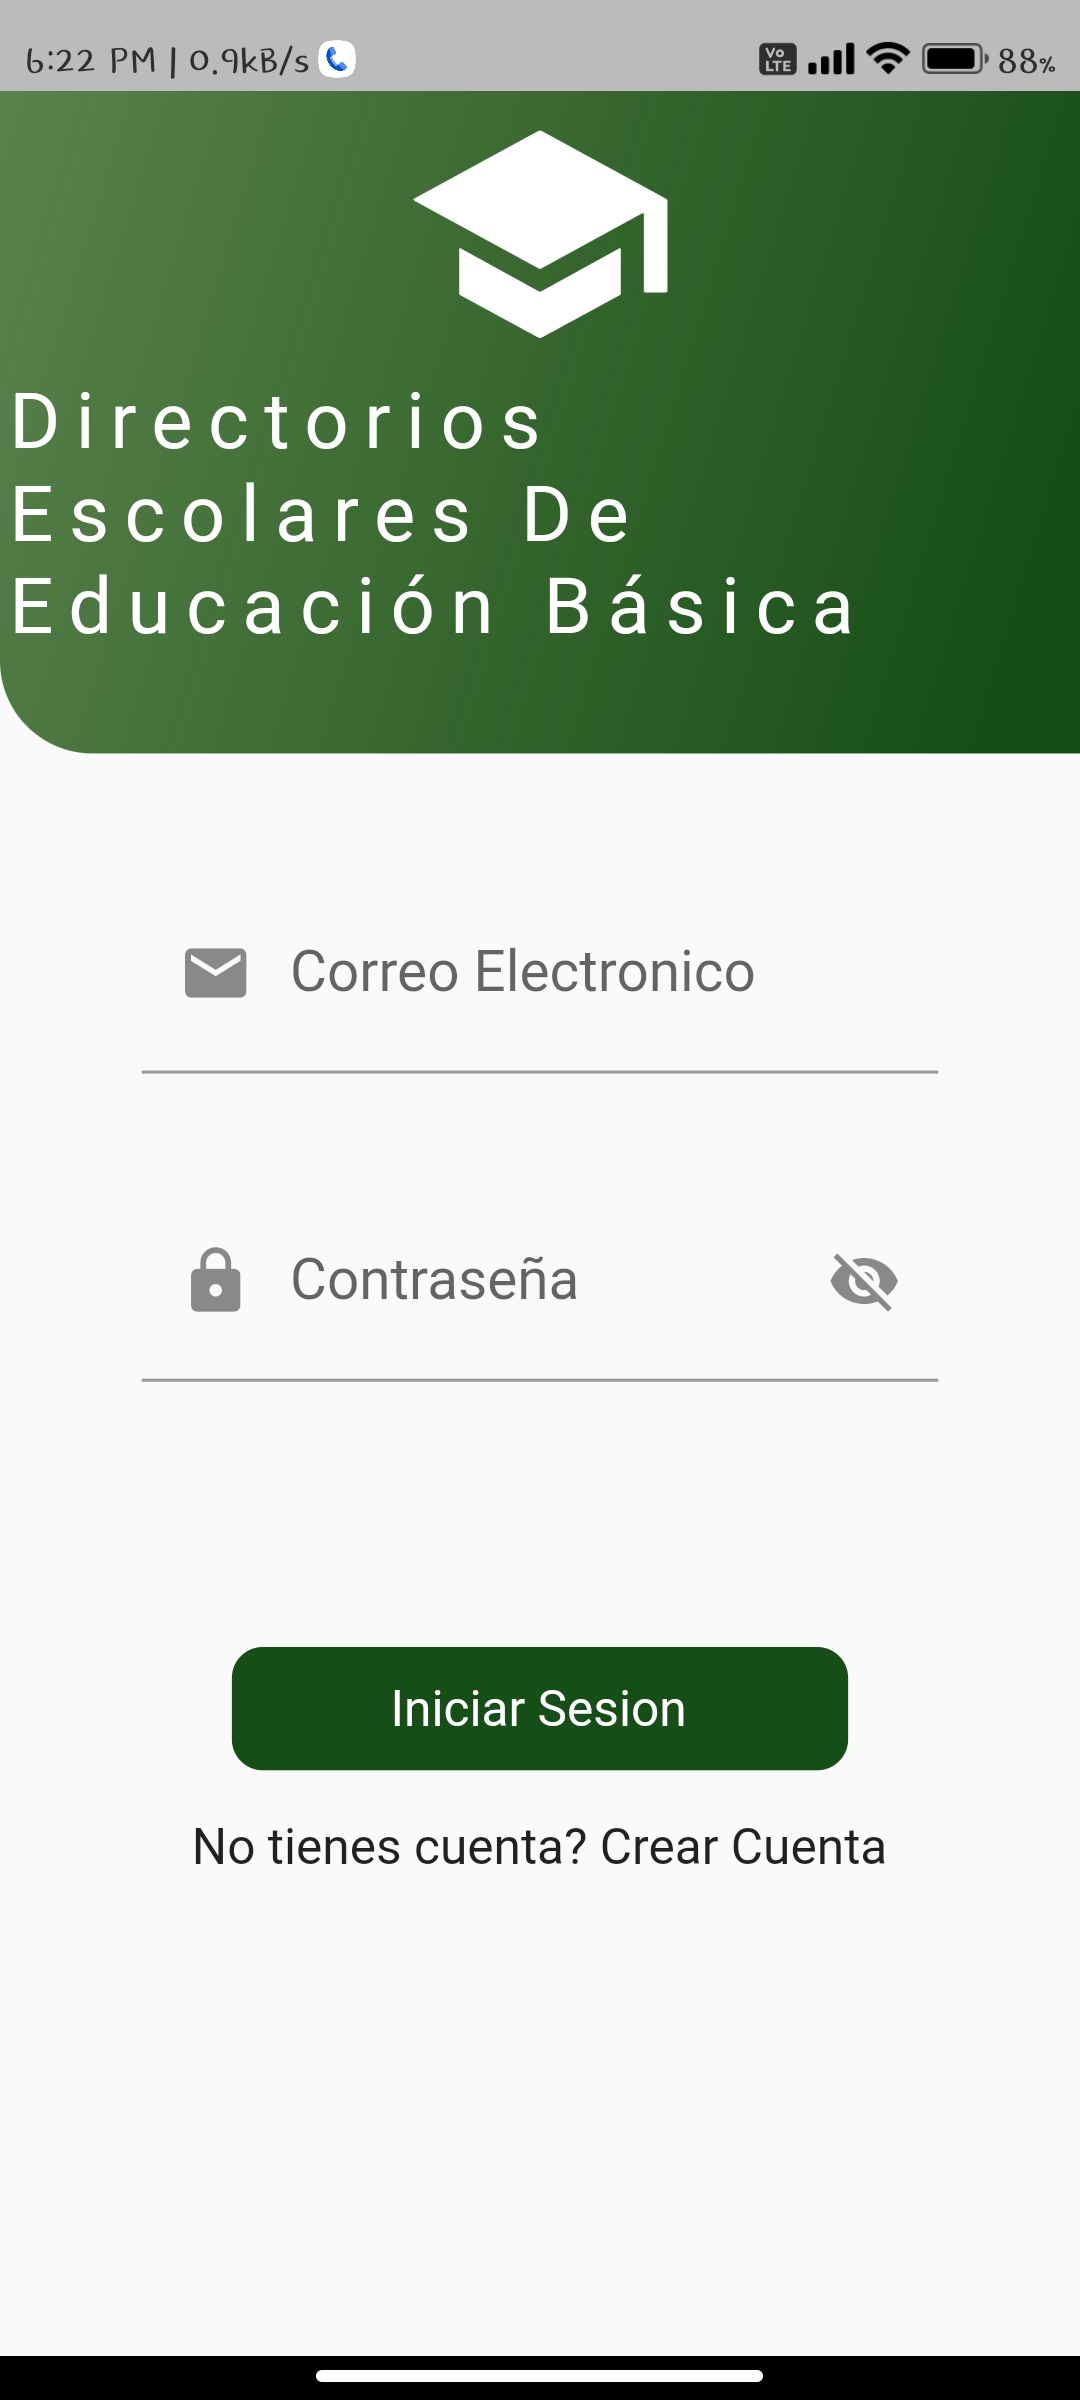 6:22 PM | 0.9kB/s
Vo LTE
88%
Directorios
Escolares De
Educación Básica
Correo Electronico
Contraseña
Iniciar Sesion
No tienes cuenta? Crear Cuenta